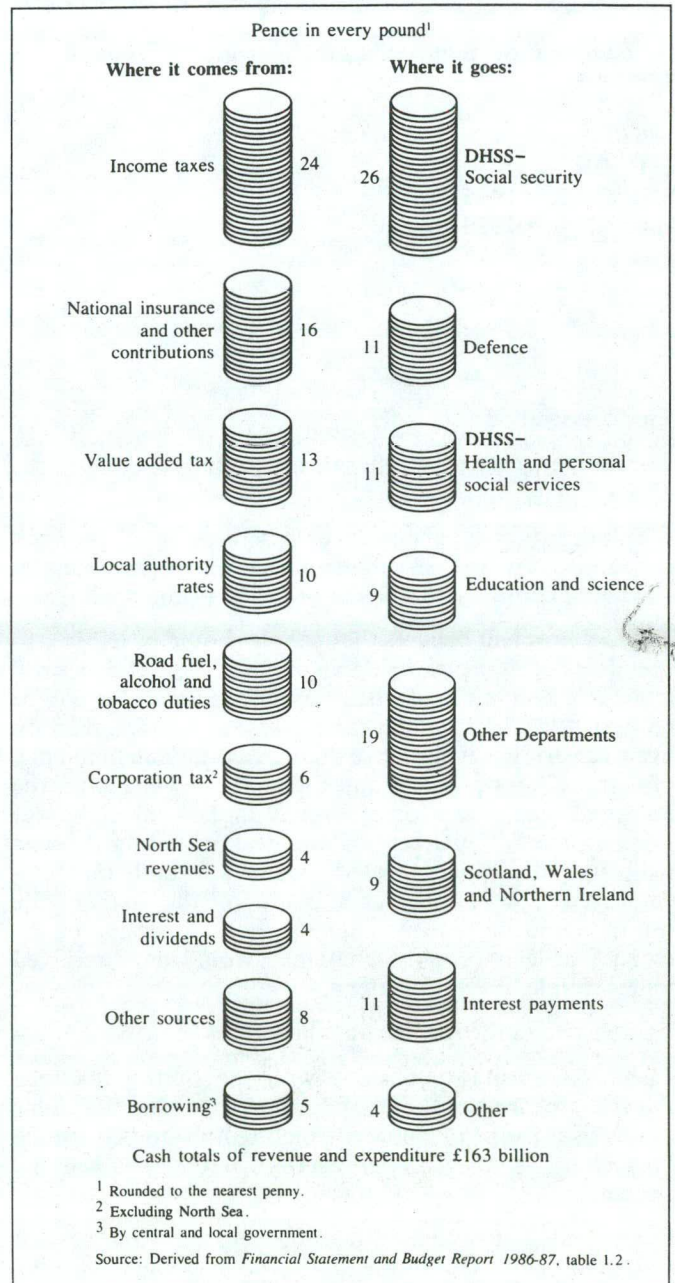 Pence in every pound¹
Where it comes from:
Where it goes:
Income taxes
24
National insurance
and other
contributions
16
Value added tax
13
Local authority
rates
10
Road fuel,
alcohol and
tobacco duties
10
Corporation tax²
6
North Sea
revenues
4
Interest and
dividends
4
Other sources
8
Borrowing³
5
26
DHSS–
Social security
11
Defence
11
DHSS–
Health and personal
social services
9
Education and science
19
Other Departments
9
Scotland, Wales
and Northern Ireland
11
Interest payments
4
Other
Cash totals of revenue and expenditure £163 billion
¹ Rounded to the nearest penny.
² Excluding North Sea.
³ By central and local government.
Source: Derived from Financial Statement and Budget Report 1986-87, table 1.2.